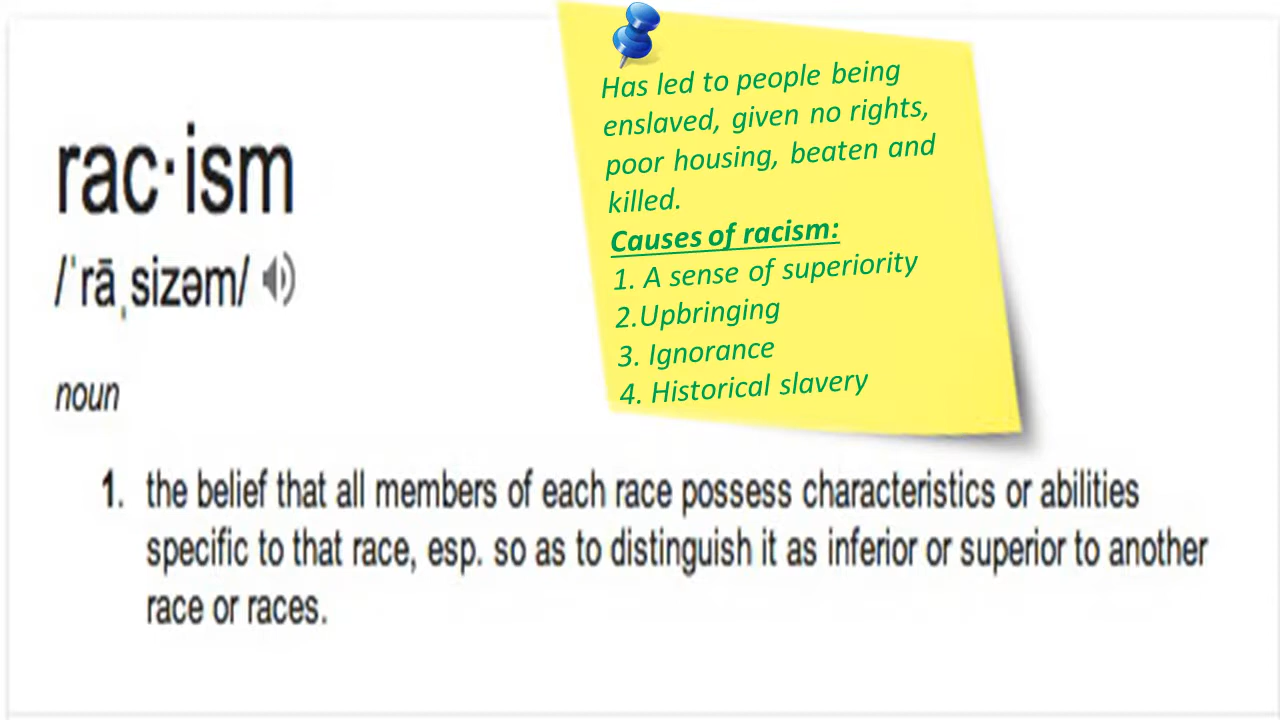 rac·ism
/ˈrāˌsizəm/
noun
1. the belief that all members of each race possess characteristics or abilities
specific to that race, esp. so as to distinguish it as inferior or superior to another
race or races.
Has led to people being
enslaved, given no rights,
poor housing, beaten and
killed.
Causes of racism:
1. A sense of superiority
2.Upbringing
3. Ignorance
4. Historical slavery